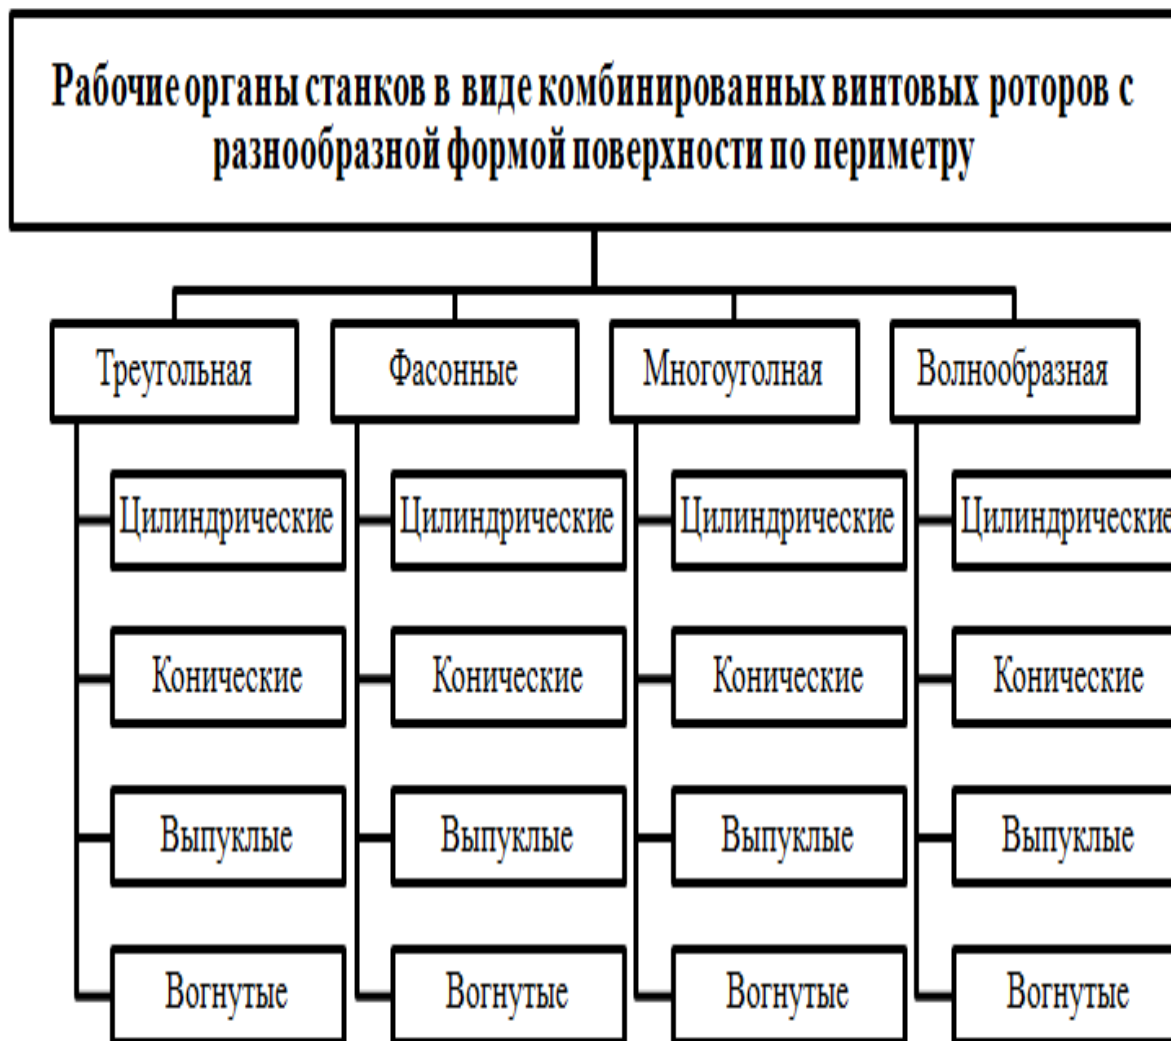 Рабочие органы станков в виде комбинированных винтовых роторов с
разнообразной формой поверхности по периметру
Треугольная
Фасонные
Многоуголная
Волнообразная
Цилиндрические
Цилиндрические
Цилиндрические
Цилиндрические
Конические
Конические
Конические
Конические
Выпуклые
Выпуклые
Выпуклые
Выпуклые
Вогнутые
Вогнутые
Вогнутые
Вогнутые